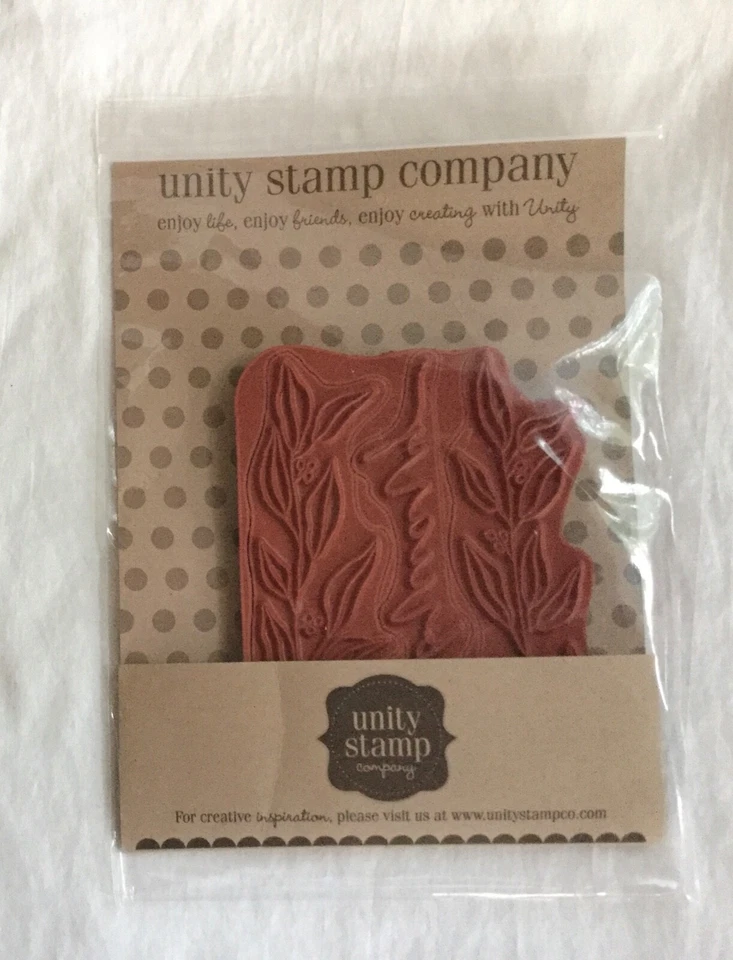 unity stamp company
enjoy life, enjoy friends, enjoy creating with Unity
unity
stamp
company
For creative inspiration, please visit us at www.unitystampco.com